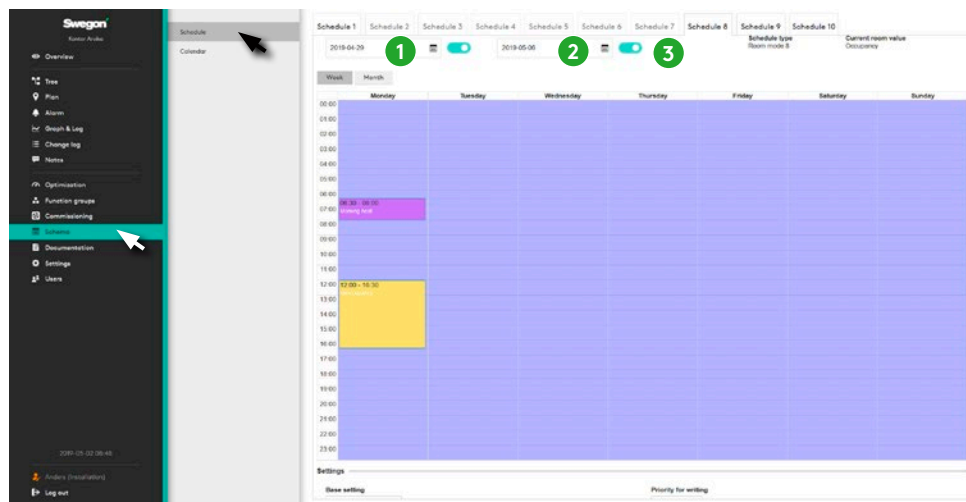 Swegon
Kontor Arvika
Overview
Tree
Plan
Alarm
Graph & Log
Change log
Notes
Optimisation
Function groups
Commissioning
Schema
Documentation
Settings
Users
2019-05-02 08:48
Anders (Installation)
Log out
Schedule
Calendar
Schedule 1 Schedule 2 Schedule 3 Schedule 4 Schedule 5 Schedule 6 Schedule 7 Schedule 8 Schedule 9 Schedule 10
2019-04-29 1 2019-05-06 2 3
Schedule type
Room mode 8
Current room value
Occupancy
Week Month
Monday Tuesday Wednesday Thursday Friday Saturday Sunday
00:00
01:00
02:00
03:00
04:00
05:00
06:00
06:30 - 08:00
07:00
08:00
09:00
10:00
11:00
12:00 12:00 - 16:30
13:00
14:00
15:00
16:00
17:00
18:00
19:00
20:00
21:00
22:00
23:00
Settings
Base setting Priority for writing